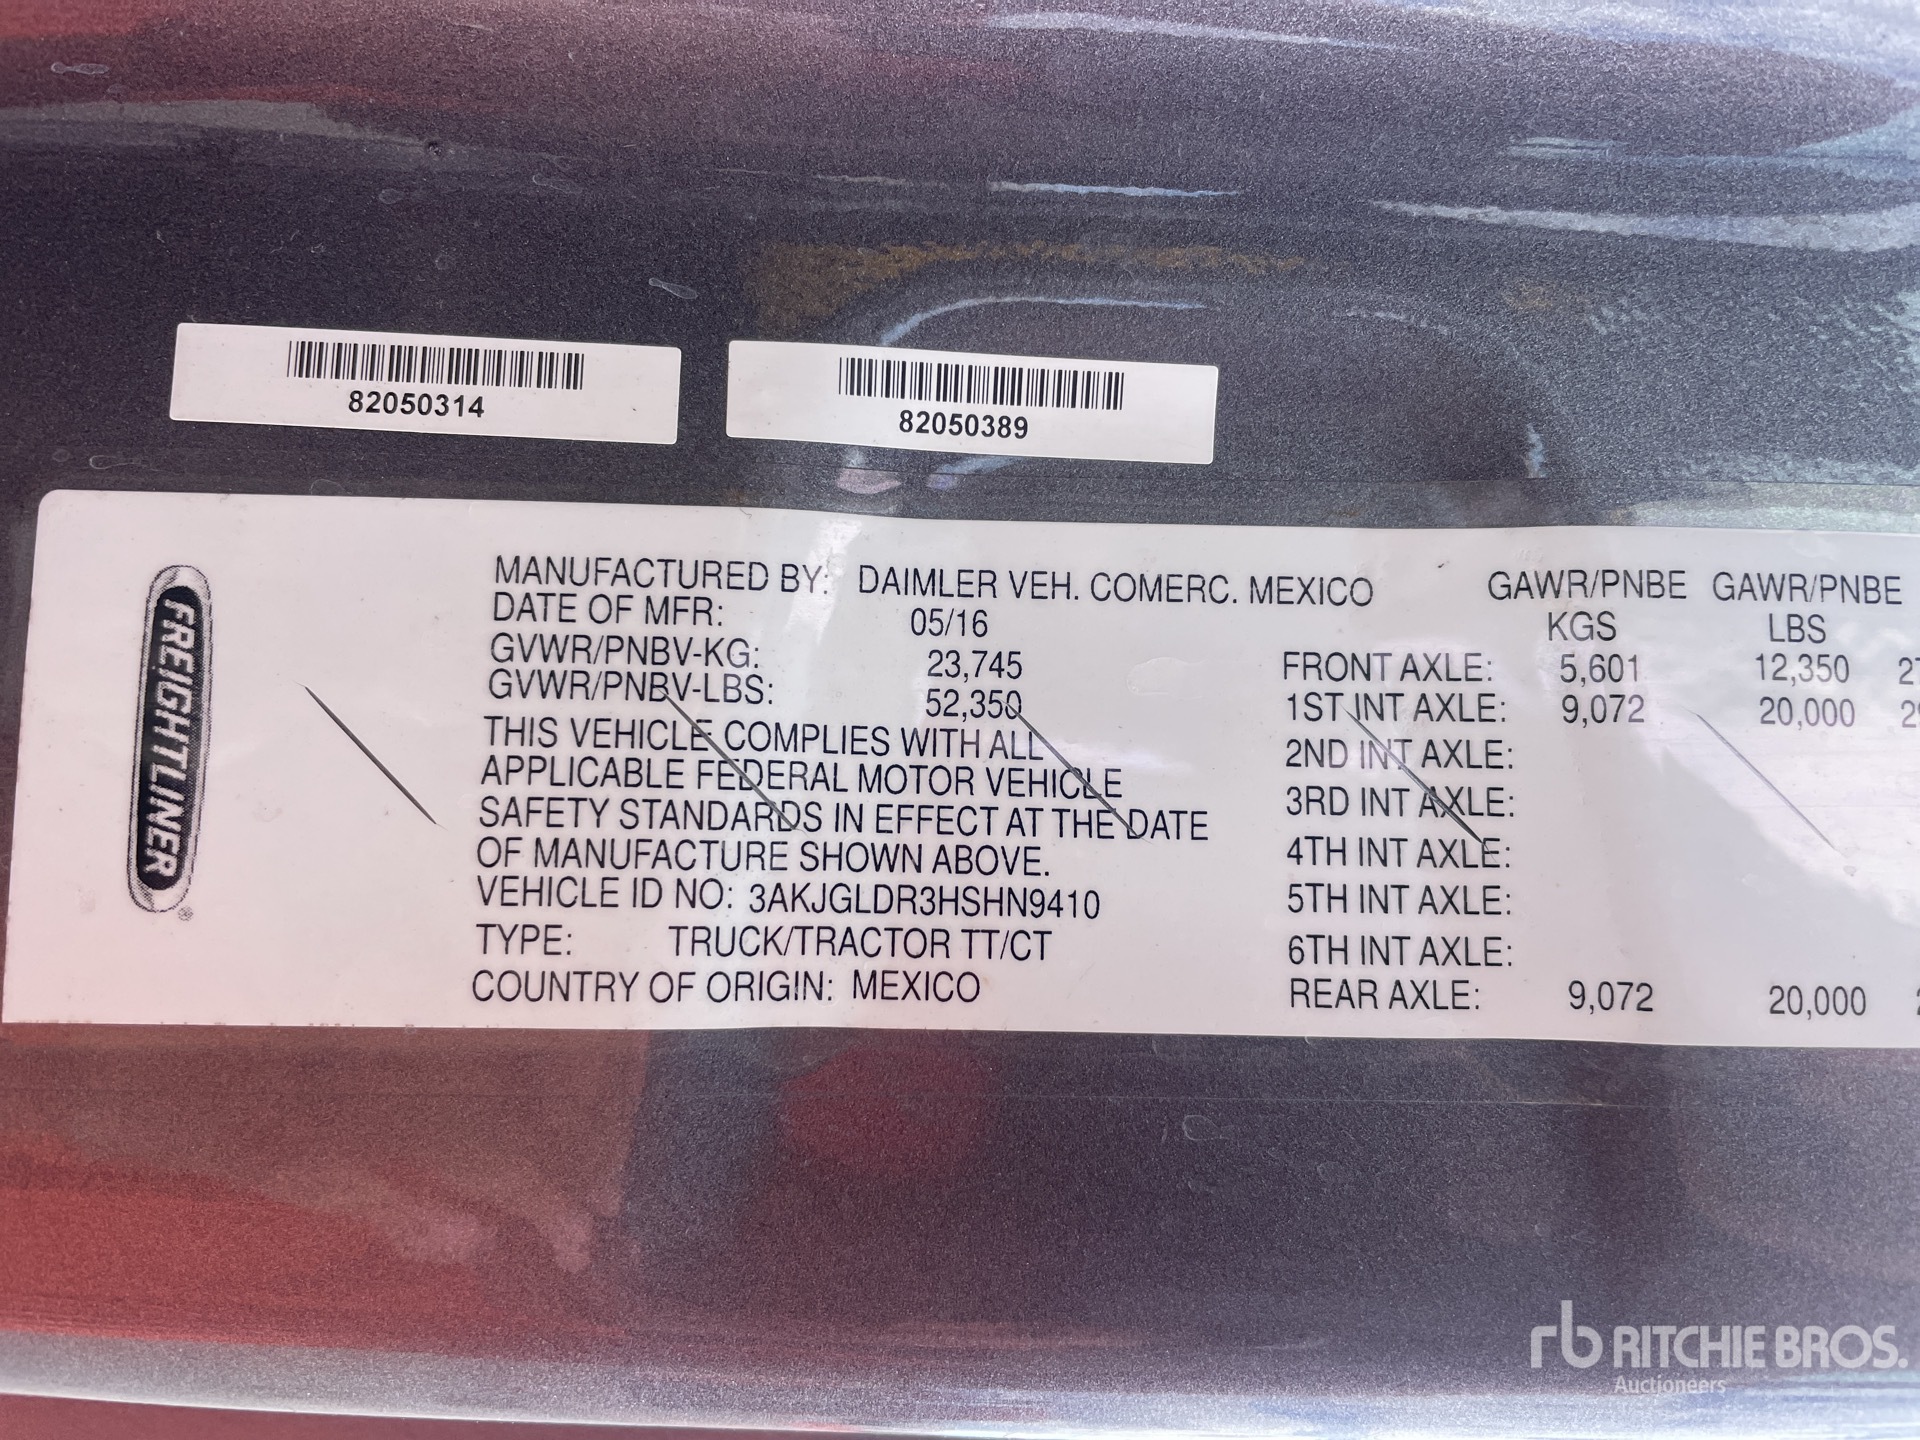 82050314
82050389
FREIGHTLINER
MANUFACTURED BY: DAIMLER VEH. COMERC. MEXICO
DATE OF MFR: 05/16
GVWR/PNBV-KG: 23,745
GVWR/PNBV-LBS: 52,350
THIS VEHICLE COMPLIES WITH ALL
APPLICABLE FEDERAL MOTOR VEHICLE
SAFETY STANDARDS IN EFFECT AT THE DATE
OF MANUFACTURE SHOWN ABOVE.
VEHICLE ID NO: 3AKJGLDR3HSHN9410
TYPE: TRUCK/TRACTOR TT/CT
COUNTRY OF ORIGIN: MEXICO
GAWR/PNBE GAWR/PNBE
KGS LBS
FRONT AXLE: 5,601 12,350
1ST INT AXLE: 9,072 20,000
2ND INT AXLE:
3RD INT AXLE:
4TH INT AXLE:
5TH INT AXLE:
6TH INT AXLE:
REAR AXLE: 9,072 20,000
rb RITCHIE BROS.
Auctioneers